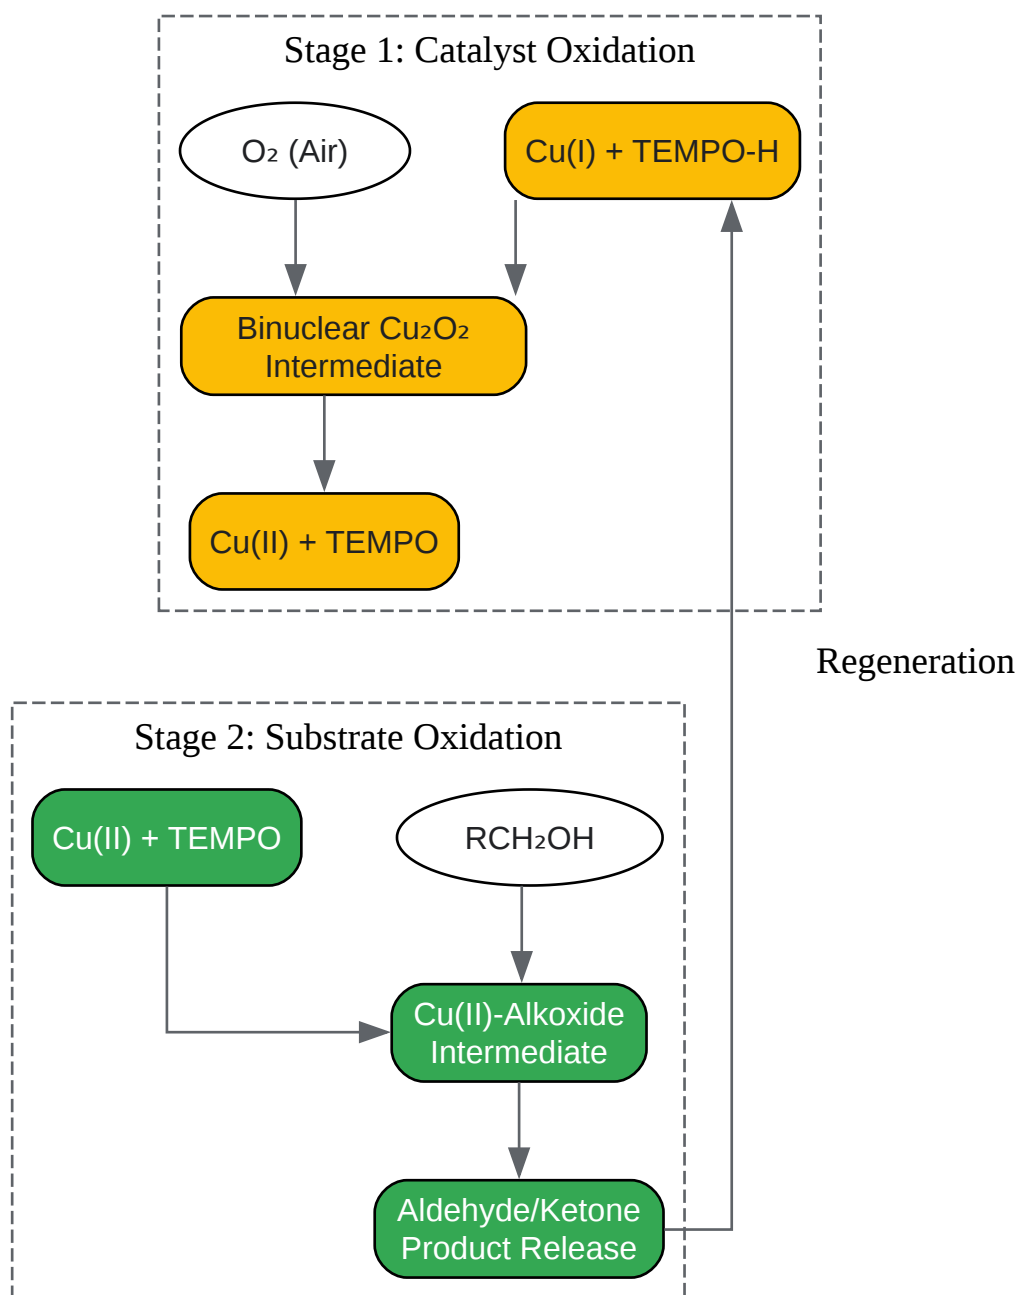 Stage 1: Catalyst Oxidation
O₂ (Air)
Cu(I) + TEMPO-H
Binuclear Cu₂O₂
Intermediate
Cu(II) + TEMPO
Regeneration
Stage 2: Substrate Oxidation
Cu(II) + TEMPO
RCH₂OH
Cu(II)-Alkoxide
Intermediate
Aldehyde/Ketone
Product Release